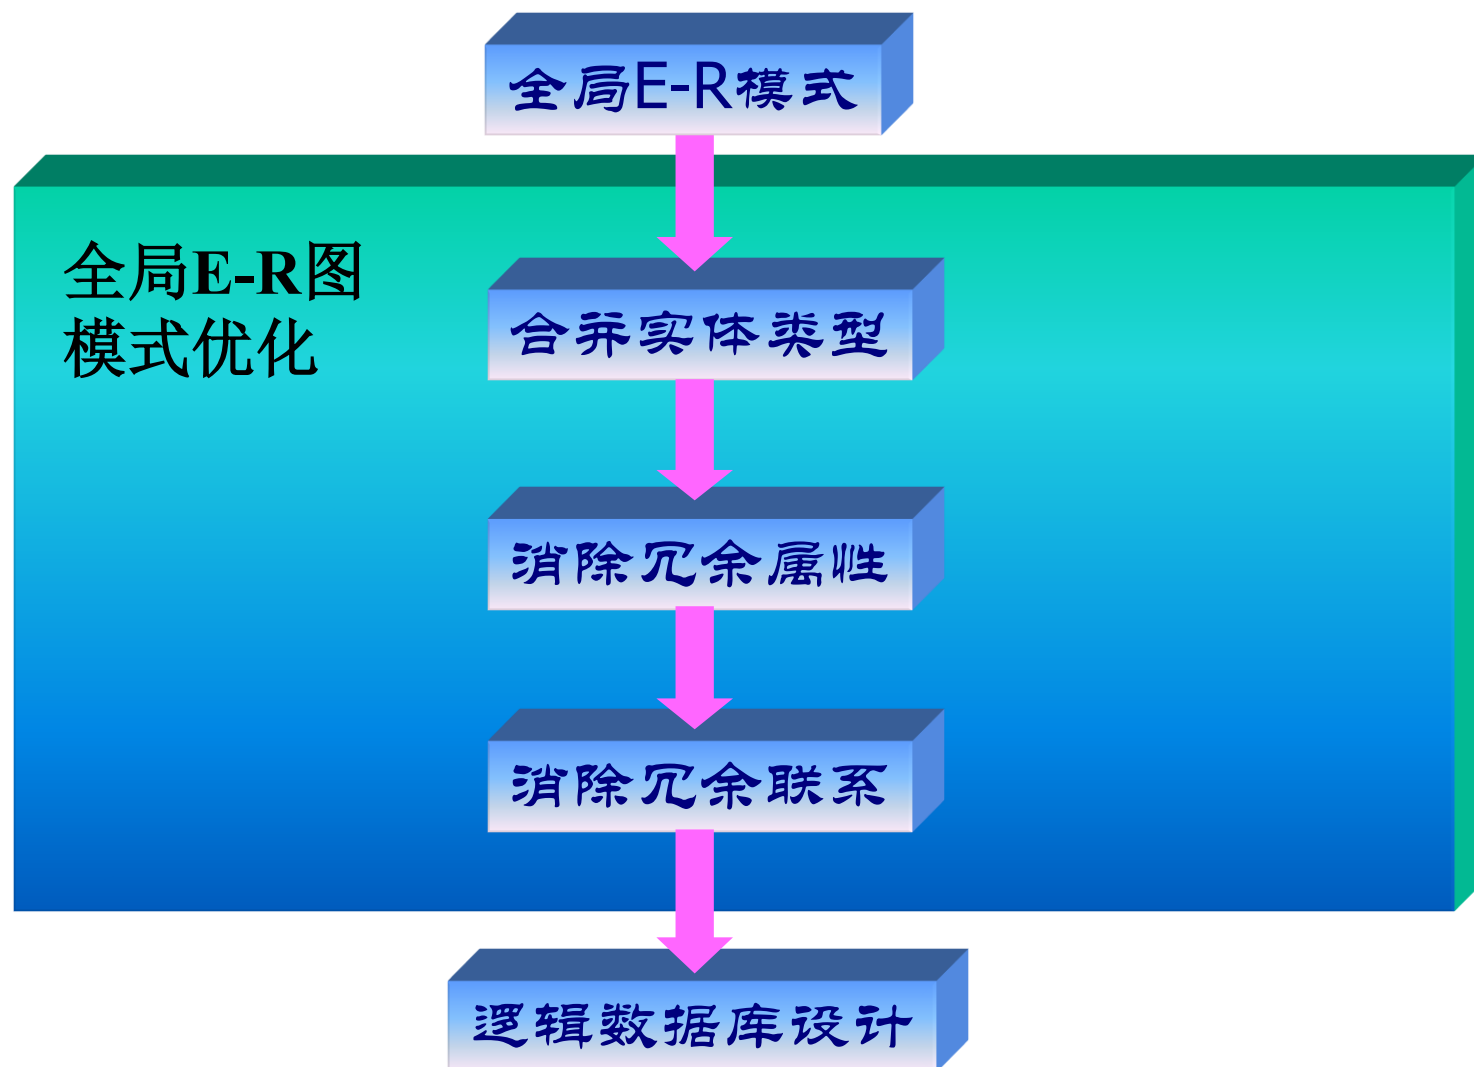 全局E-R模式
全局E-R图
模式优化
合并实体类型
消除冗余属性
消除冗余联系
逻辑数据库设计